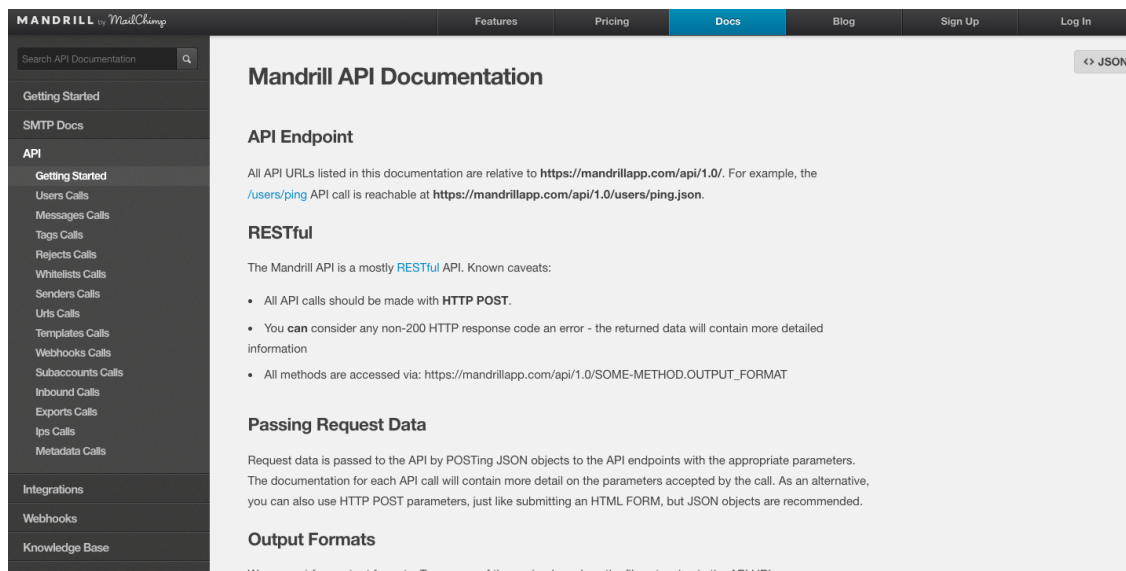 MANDRILL by MailChimp
Features
Pricing
Docs
Blog
Sign Up
Log In
Search API Documentation
Getting Started
SMTP Docs
API
Getting Started
Users Calls
Messages Calls
Tags Calls
Rejects Calls
Whitelists Calls
Senders Calls
Urls Calls
Templates Calls
Webhooks Calls
Subaccounts Calls
Inbound Calls
Exports Calls
Ips Calls
Metadata Calls
Integrations
Webhooks
Knowledge Base
<> JSON
Mandrill API Documentation
API Endpoint
All API URLs listed in this documentation are relative to https://mandrillapp.com/api/1.0/. For example, the
/users/ping API call is reachable at https://mandrillapp.com/api/1.0/users/ping.json.
RESTful
The Mandrill API is a mostly RESTful API. Known caveats:
• All API calls should be made with HTTP POST.
• You can consider any non-200 HTTP response code an error - the returned data will contain more detailed
information
• All methods are accessed via: https://mandrillapp.com/api/1.0/SOME-METHOD.OUTPUT_FORMAT
Passing Request Data
Request data is passed to the API by POSTing JSON objects to the API endpoints with the appropriate parameters.
The documentation for each API call will contain more detail on the parameters accepted by the call. As an alternative,
you can also use HTTP POST parameters, just like submitting an HTML FORM, but JSON objects are recommended.
Output Formats